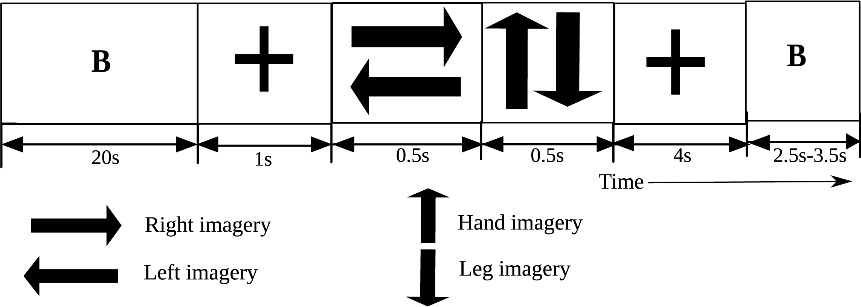 B
B
20s
1s
0.5s
0.5s
4s
2.5s-3.5s
Time
Right imagery
Hand imagery
Left imagery
Leg imagery